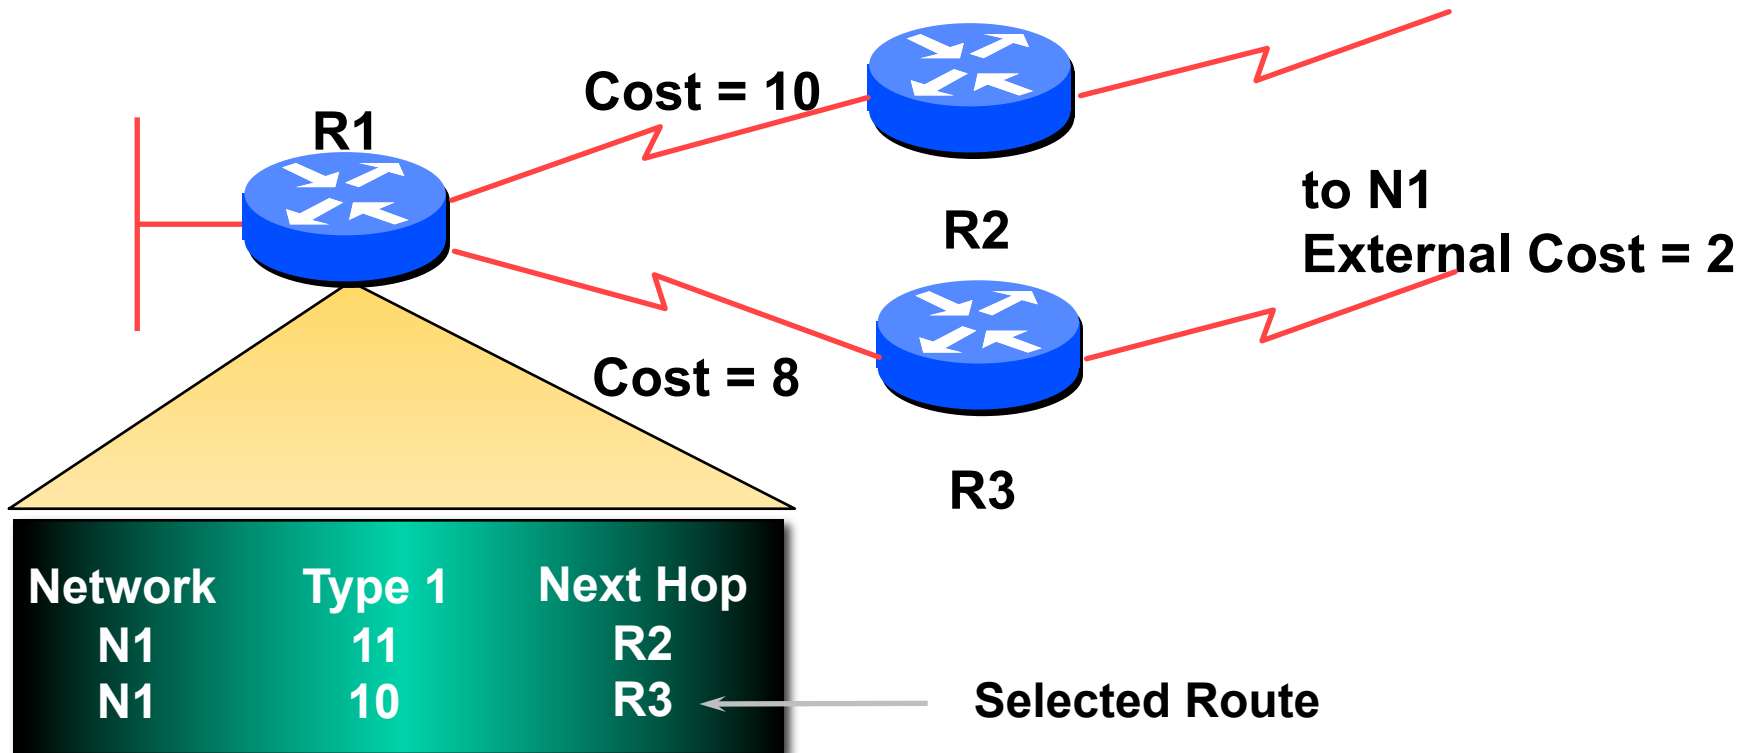 Cost = 10
R1
to N1
External Cost = 2
R2
Cost = 8
R3
Network Type 1 Next Hop
N1 11 R2
N1 10 R3
Selected Route